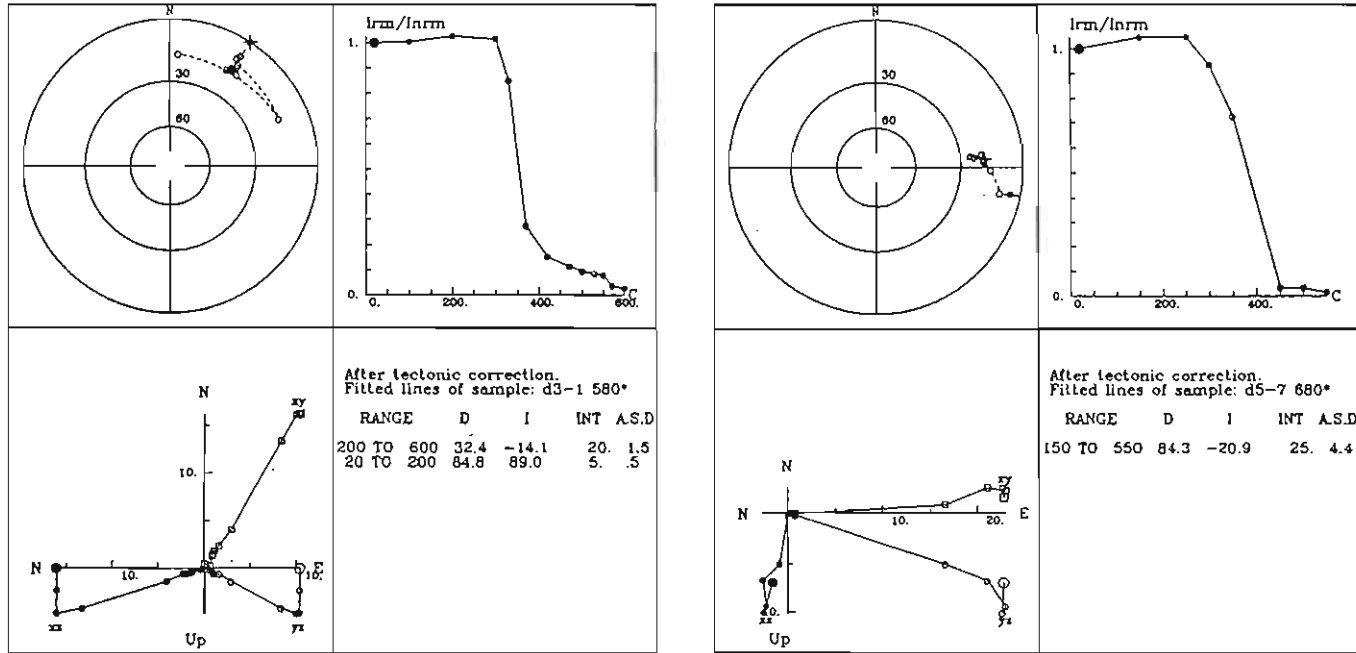 N
30
60
Irm/Inrm
1.
0.
0. 200. 400. 600.
C
N
xy
10.
N 10. E
10.
xz yz
Up
After tectonic correction.
Fitted lines of sample: d3-1 580*
RANGE D I INT A.S.D
200 TO 600 32.4 -14.1 20. 1.5
20 TO 200 84.8 89.0 5. .5
N
30
60
Irm/Inrm
1.
0.
0. 200. 400.
C
N
xy
N 10. 20. E
10.
xz yz
Up
After tectonic correction.
Fitted lines of sample: d5-7 680*
RANGE D I INT A.S.D
150 TO 550 84.3 -20.9 25. 4.4